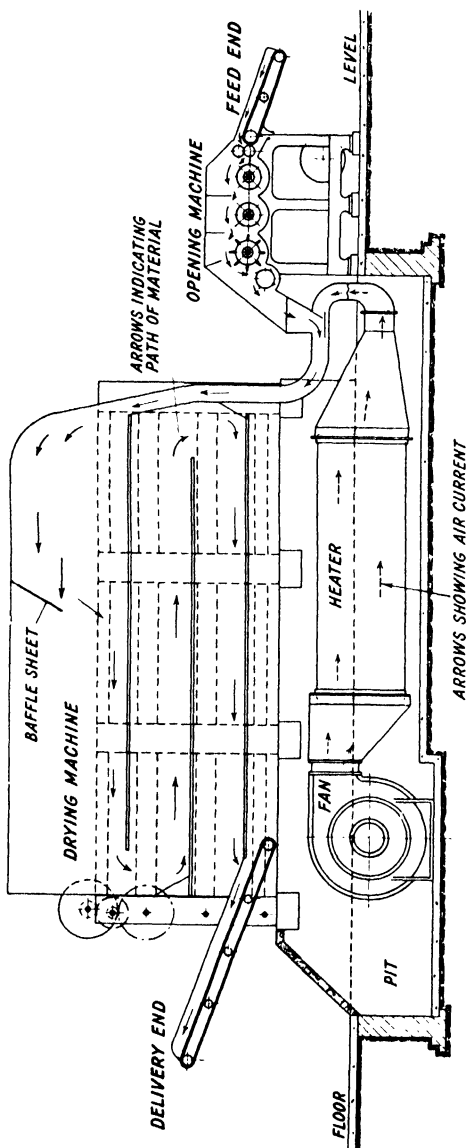 FEED END
LEVEL
OPENING MACHINE
ARROWS INDICATING
PATH OF MATERIAL
BAFFLE SHEET
DRYING MACHINE
HEATER
ARROWS SHOWING AIR CURRENT
FAN
PIT
DELIVERY END
FLOOR